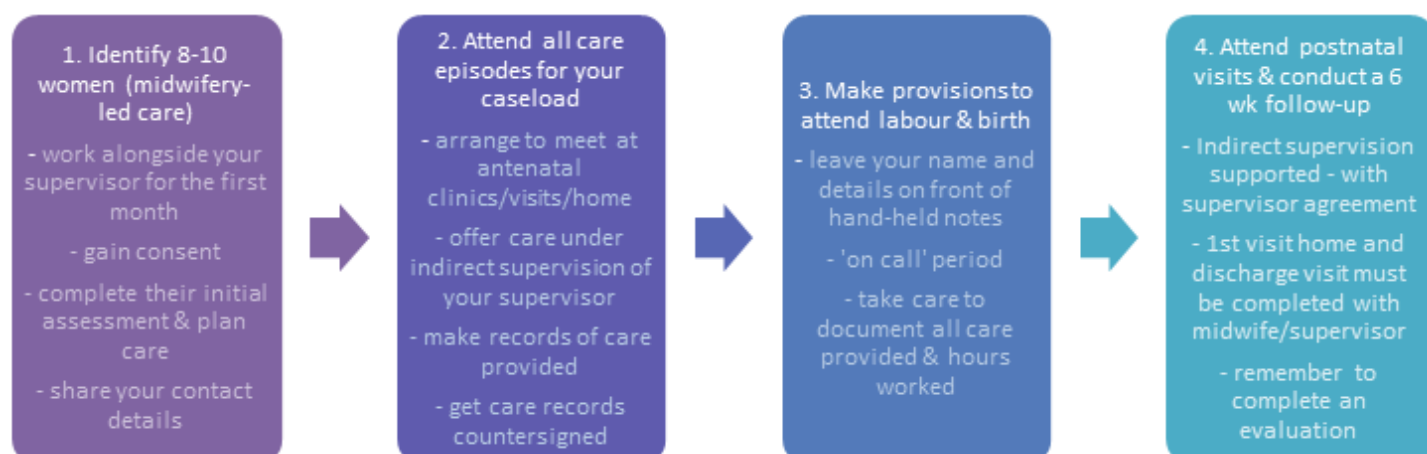 1. Identify 8-10
women (midwifery-
led care)
- work alongside your
supervisor for the first
month
- gain consent
- complete their initial
assessment & plan
care
- share your contact
details
2. Attend all care
episodes for your
caseload
- arrange to meet at
antenatal
clinics/visits/home
- offer care under
indirect supervision of
your supervisor
- make records of care
provided
- get care records
countersigned
3. Make provisions to
attend labour & birth
- leave your name and
details on front of
hand-held notes
- 'on call' period
- take care to
document all care
provided & hours
worked
4. Attend postnatal
visits & conduct a 6
wk follow-up
- Indirect supervision
supported - with
supervisor agreement
- 1st visit home and
discharge visit must
be completed with
midwife/supervisor
- remember to
complete an
evaluation